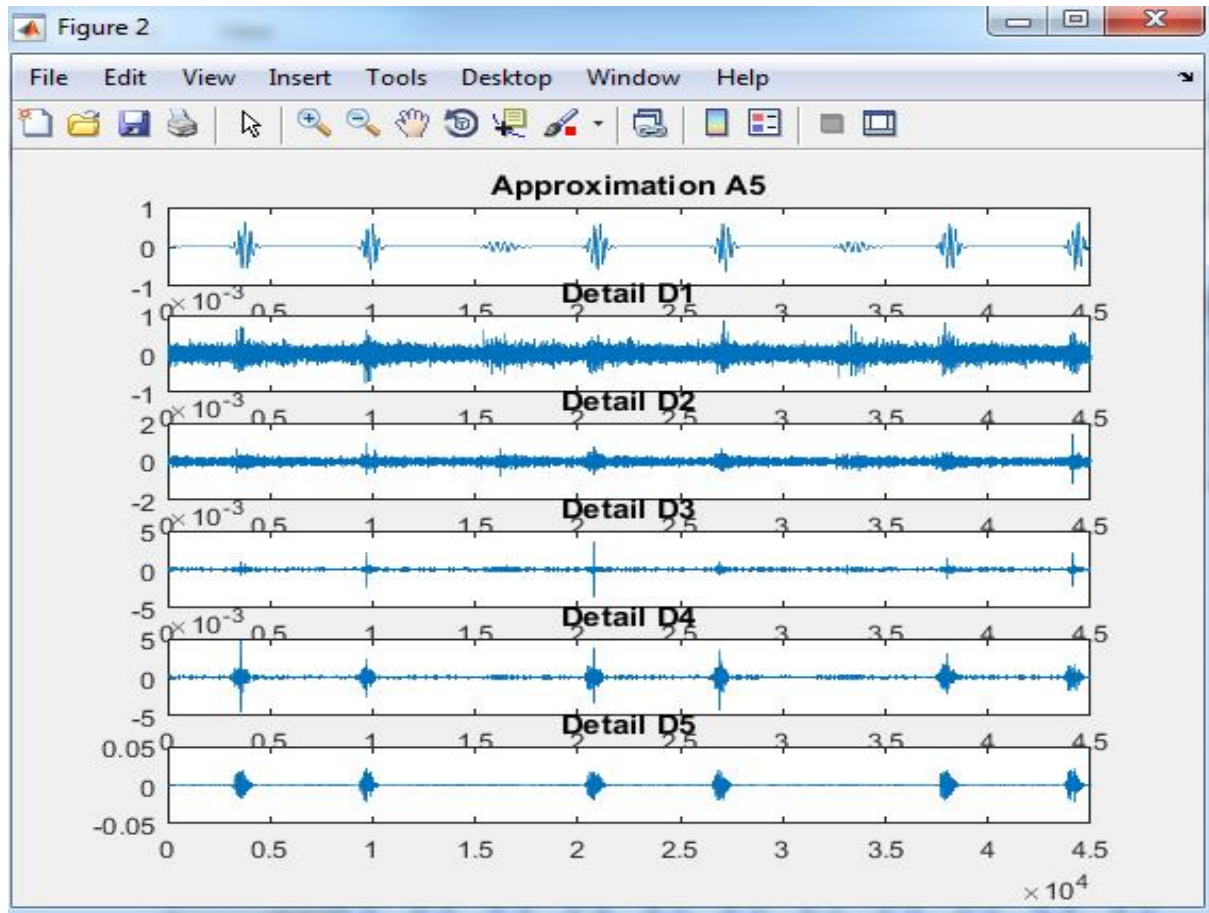 Figure 2
File Edit View Insert Tools Desktop Window Help
Approximation A5
1
0
-1
0 0.5 1 1.5 2 2.5 3 3.5 4 4.5
× 10-3
Detail D1
1
0
-1
0 0.5 1 1.5 2 2.5 3 3.5 4 4.5
× 10-3
Detail D2
2
0
-2
0 0.5 1 1.5 2 2.5 3 3.5 4 4.5
× 10-3
Detail D3
5
0
-5
0 0.5 1 1.5 2 2.5 3 3.5 4 4.5
× 10-3
Detail D4
5
0
-5
0 0.5 1 1.5 2 2.5 3 3.5 4 4.5
Detail D5
0.05
0
-0.05
0 0.5 1 1.5 2 2.5 3 3.5 4 4.5
× 104